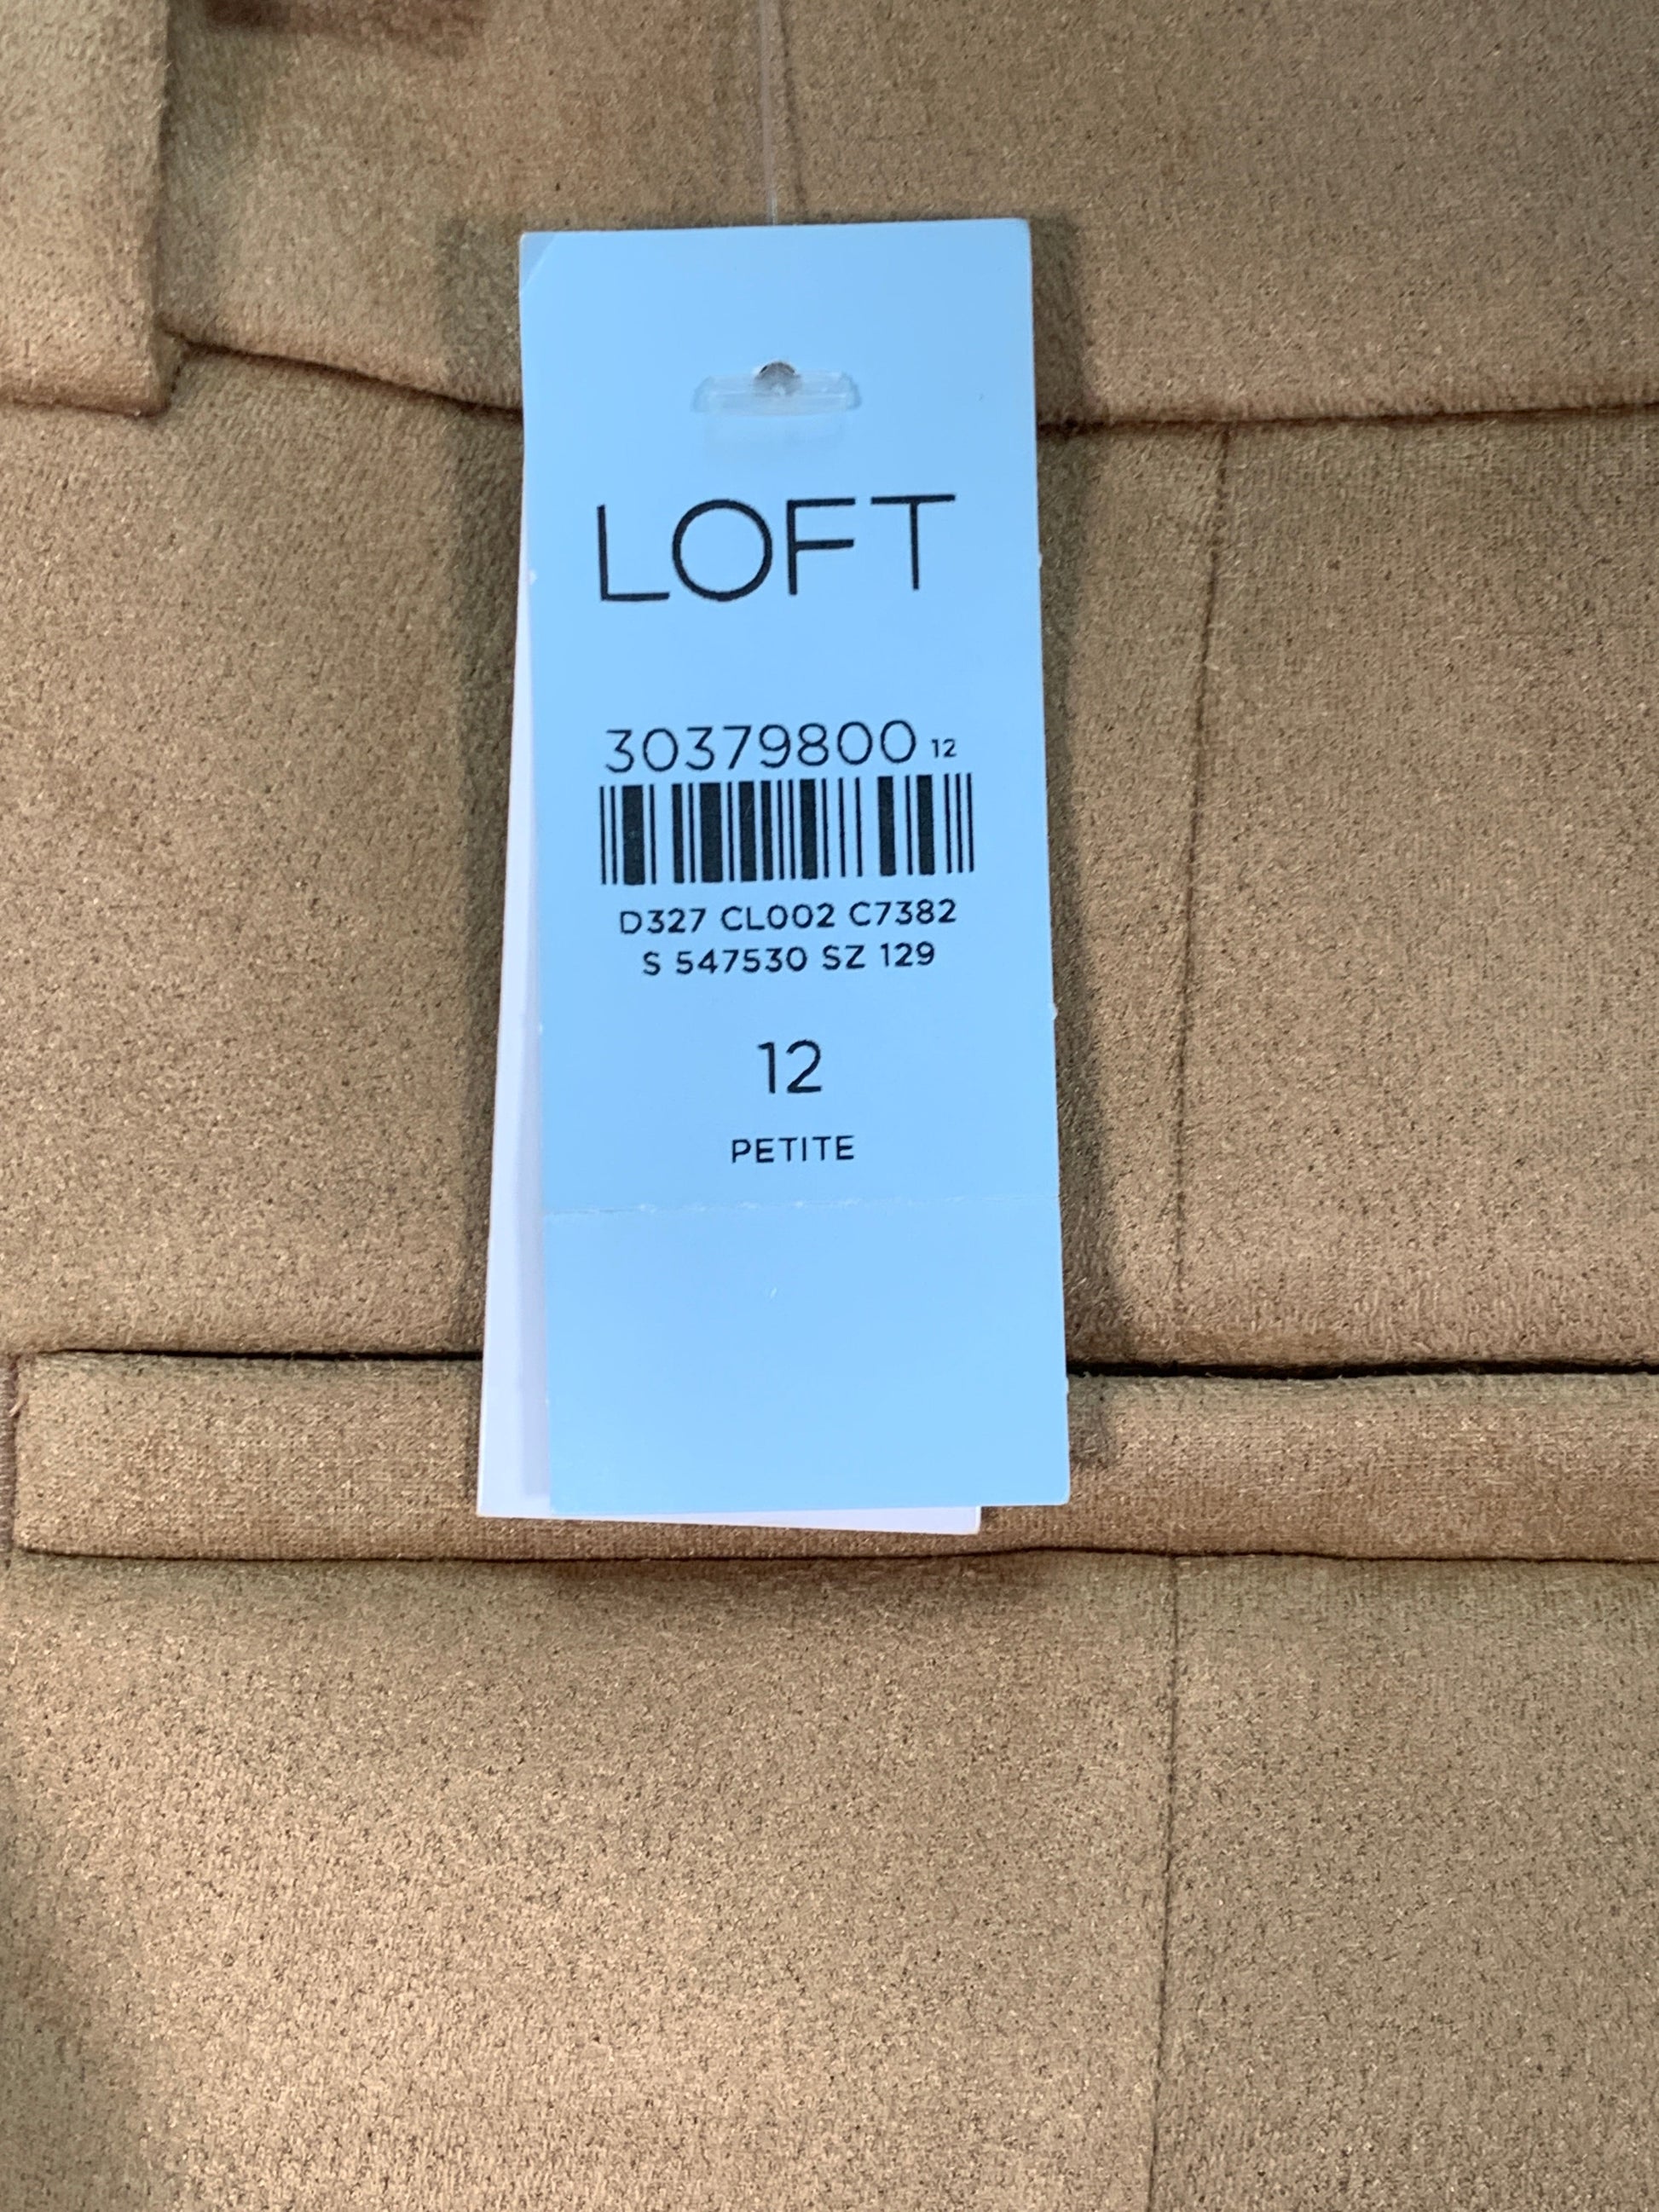 LOFT
30379800 12
D327 CL002 C7382
S 547530 SZ 129
12
PETITE